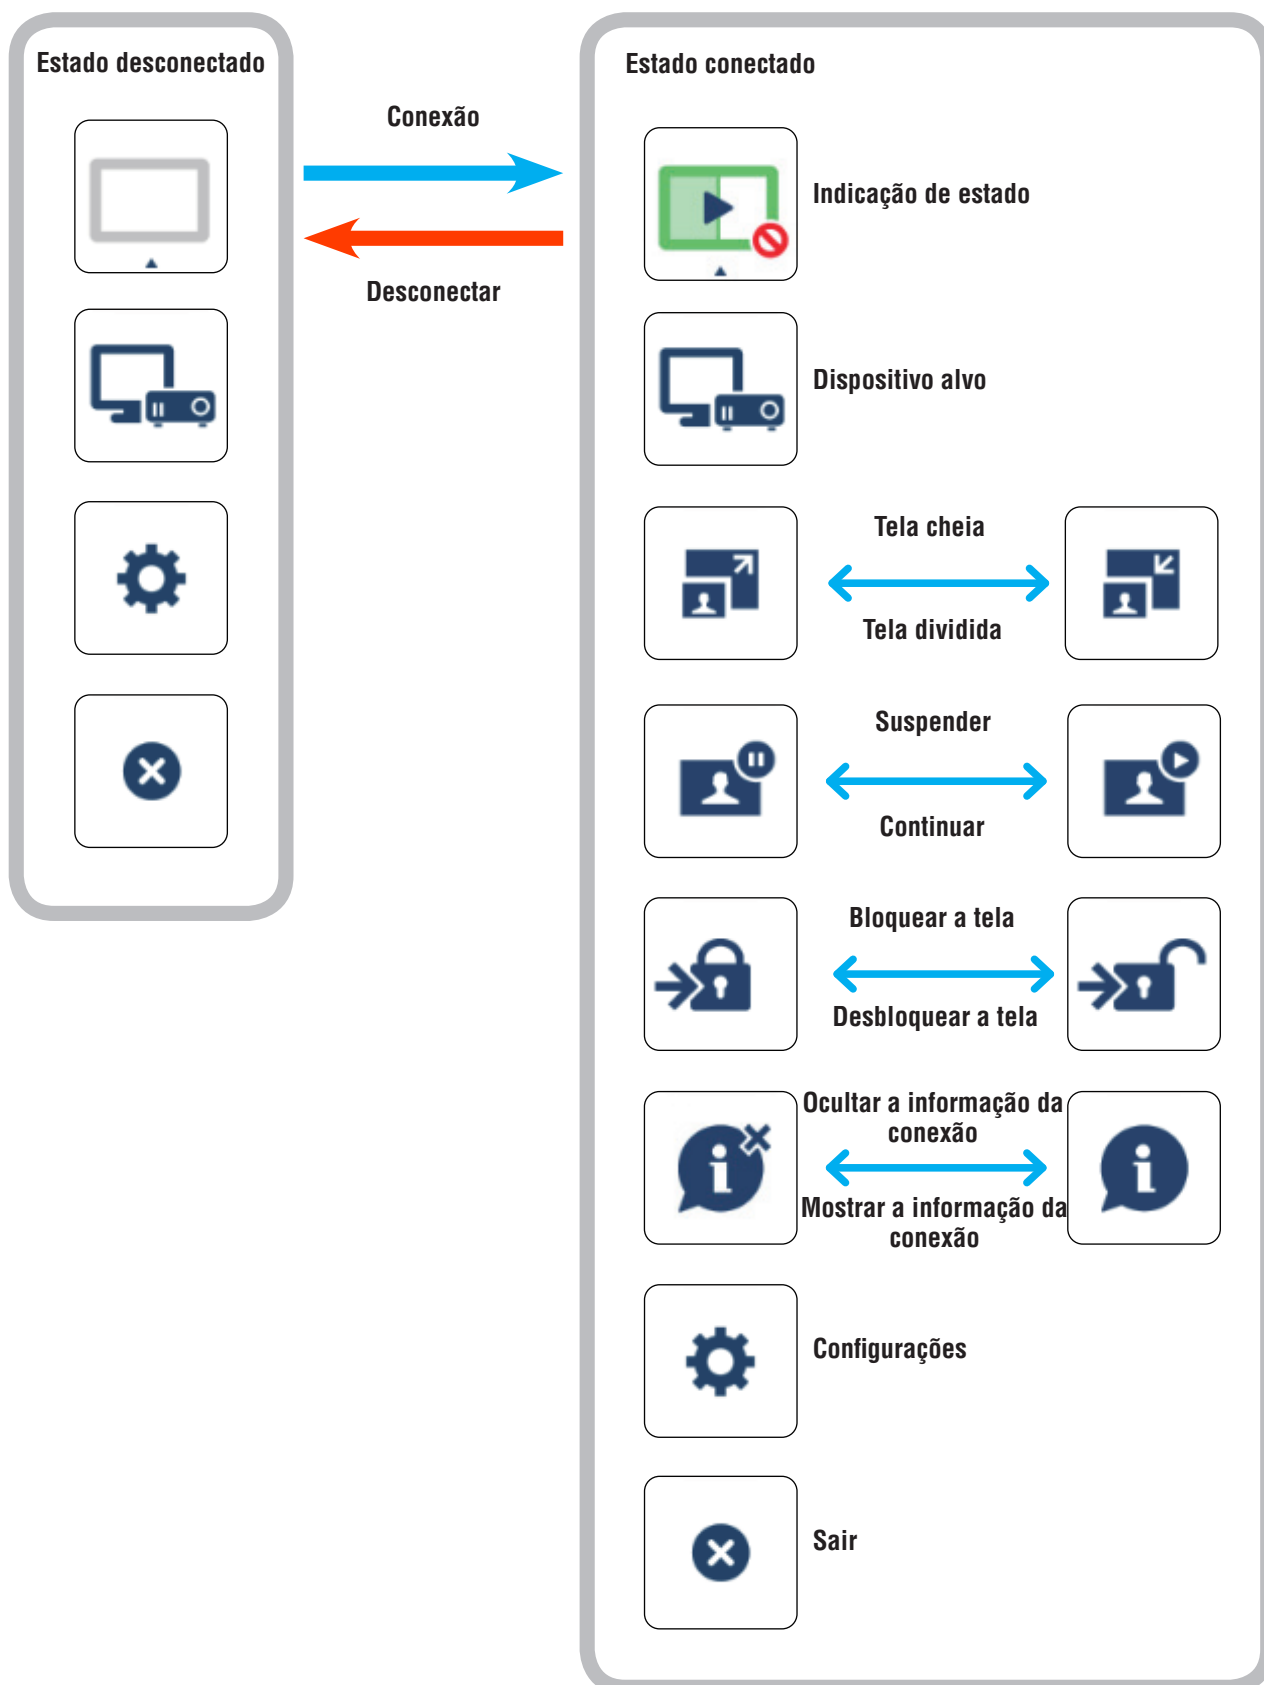 Estado desconectado
Conexão
Desconectar
Estado conectado
Indicação de estado
Dispositivo alvo
Tela cheia
Tela dividida
Suspender
Continuar
Bloquear a tela
Desbloquear a tela
Ocultar a informação da
conexão
Mostrar a informação da
conexão
Configurações
Sair